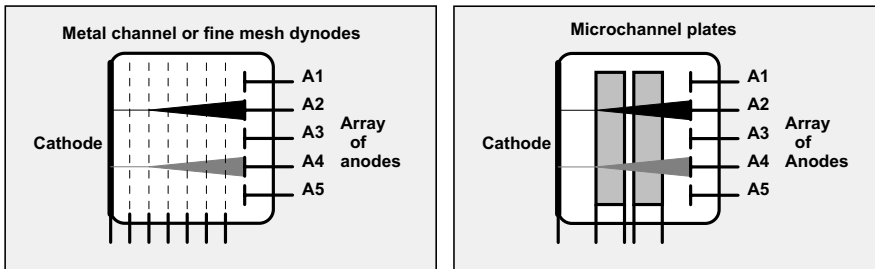 Metal channel or fine mesh dynodes
A1
A2
Cathode
A3
Array
of
anodes
A4
A5
Microchannel plates
A1
A2
Cathode
A3
Array
of
Anodes
A4
A5